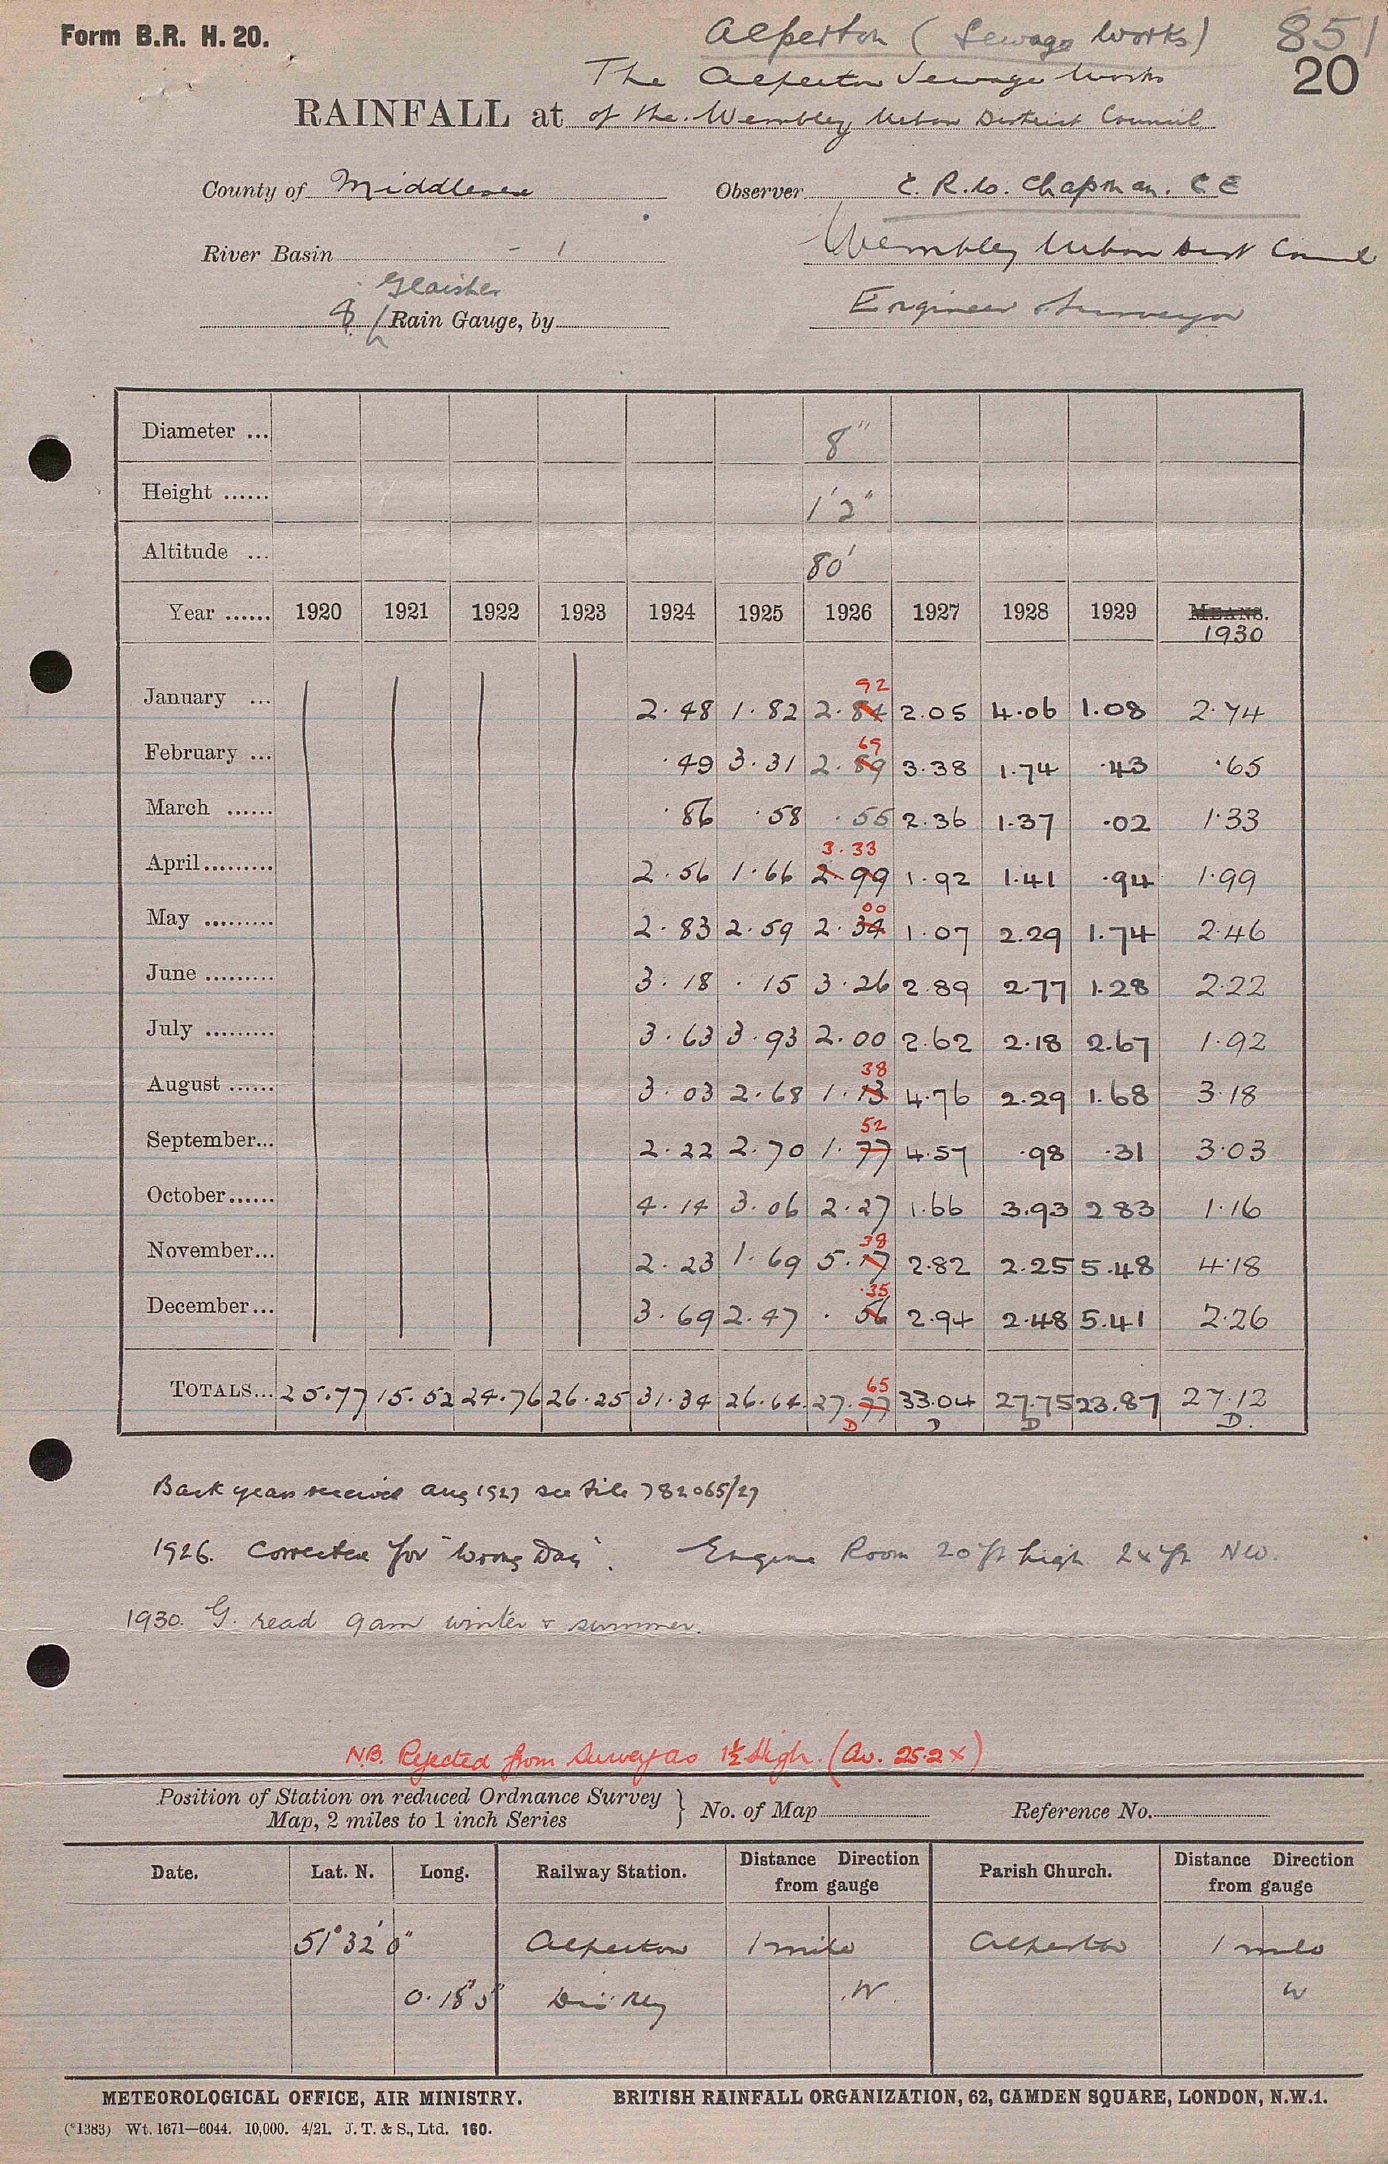 Form B.R. H. 20.
Alperton (Sewage Works) 851
20
The Alperton Sewage Works
RAINFALL at of the Wembley Urban District Council
County of Middlesex Observer C. R. W. Chapman. C E
River Basin - 1 Wembley Urban Dist Council
Glaisher
Rain Gauge, by Engineer & Surveyor
Diameter ... 8"
Height ...... 1' 2"
Altitude ... 80'
Year ...... 1920 1921 1922 1923 1924 1925 1926 1927 1928 1929 MEANS.
1930
92
January ... 2.48 1.82 2.84 2.05 4.06 1.08 2.74
69
February ... .49 3.31 2.89 3.38 1.74 .43 .65
March ...... .86 .58 .55 2.36 1.37 .02 1.33
3.33
April ......... 2.56 1.66 2.99 1.92 1.41 .94 1.99
00
May ......... 2.83 2.59 2.34 1.07 2.29 1.74 2.46
June ......... 3.18 .15 3.26 2.89 2.77 1.28 2.22
July ......... 3.63 3.93 2.00 2.62 2.18 2.67 1.92
38
August ...... 3.03 2.68 1.13 4.76 2.29 1.68 3.18
52
September... 2.22 2.70 1.77 4.57 .98 .31 3.03
October...... 4.14 3.06 2.27 1.66 3.93 2 83 1.16
38
November... 2.23 1.69 5.17 2.82 2.25 5.48 4.18
.35
December... 3.69 2.47 .56 2.94 2.48 5.41 2.26
65
TOTALS... 25.77 15.52 24.76 26.25 31.34 26.64 27.77 33.04 27.75 23.87 27.12
D D D D.
Back years received Aug 1927 see file 782065/27
1926. Corrected for "Wrong Day". Engine Room 20 ft high 24 ft NW.
1930. G. read 9am winter & summer.
N.B. Rejected from Survey as 1½ High. (Av. 25.2x)
Position of Station on reduced Ordnance Survey
Map, 2 miles to 1 inch Series } No. of Map Reference No.
Date. Lat. N. Long. Railway Station. Distance Direction from gauge Parish Church. Distance Direction from gauge
51° 32' 0" Alperton 1 mile Alperton 1 mile
0. 18' 5" Dis Rly W W
METEOROLOGICAL OFFICE, AIR MINISTRY. BRITISH RAINFALL ORGANIZATION, 62, CAMDEN SQUARE, LONDON, N.W.1.
(*1383) Wt. 1671—6044. 10,000. 4/21. J. T. & S., Ltd. 160.